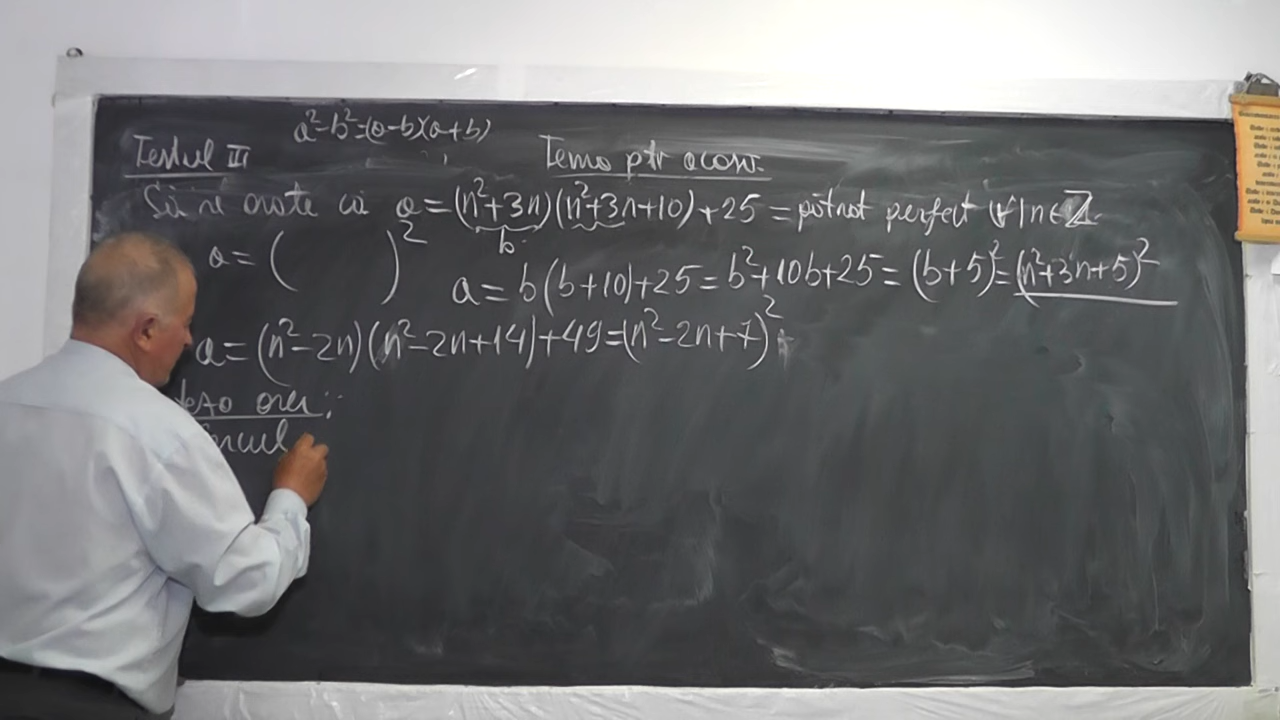 a²-b²=(a-b)(a+b)
Testul III
Tema ptr acasă.
Să se arate că a=(n²+3n)(n²+3n+10)+25=pătrat perfect (∀)n∈Z.
b
a=( )²
a=b(b+10)+25=b²+10b+25=(b+5)²=(n²+3n+5)²
a=(n²-2n)(n²-2n+14)+49=(n²-2n+7)²